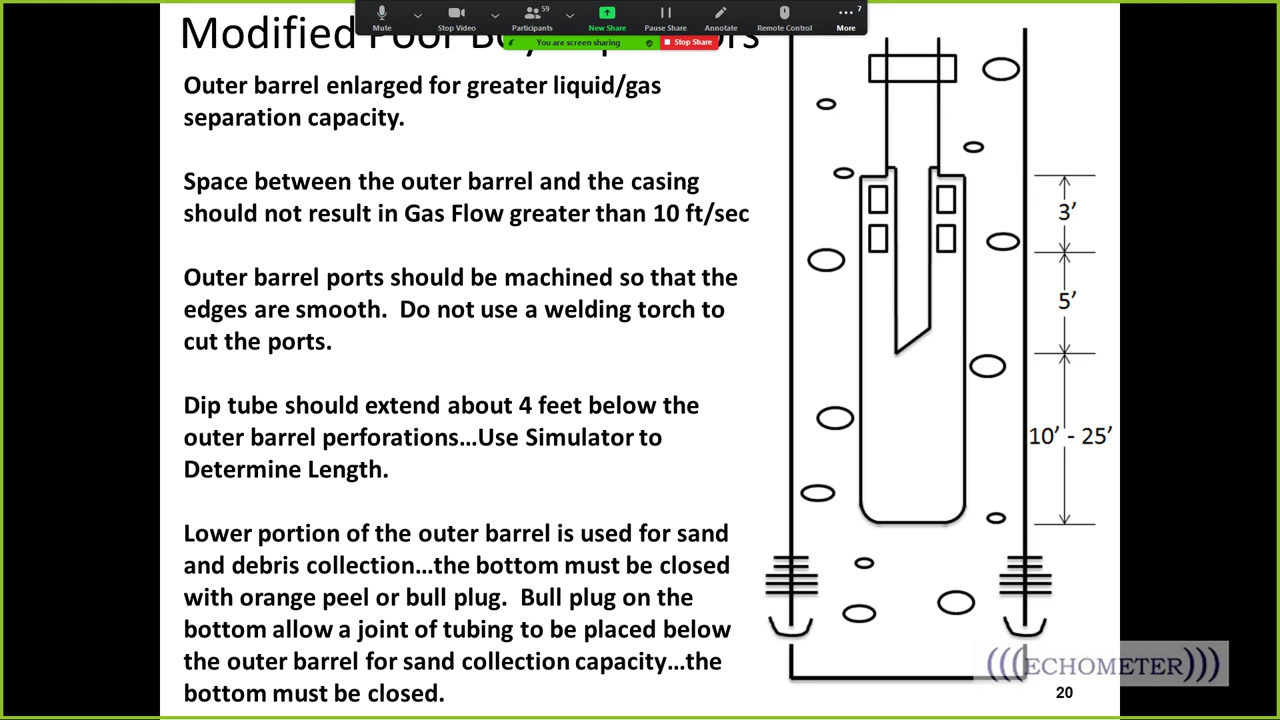 59
7
Mute
Stop Video
Participants
New Share
Pause Share
Annotate
Remote Control
More
You are screen sharing
Stop Share
Modified
Outer barrel enlarged for greater liquid/gas
separation capacity.
Space between the outer barrel and the casing
should not result in Gas Flow greater than 10 ft/sec
Outer barrel ports should be machined so that the
edges are smooth.  Do not use a welding torch to
cut the ports.
Dip tube should extend about 4 feet below the
outer barrel perforations…Use Simulator to
Determine Length.
Lower portion of the outer barrel is used for sand
and debris collection…the bottom must be closed
with orange peel or bull plug.  Bull plug on the
bottom allow a joint of tubing to be placed below
the outer barrel for sand collection capacity…the
bottom must be closed.
3’
5’
10’ - 25’
(((ECHOMETER)))
20